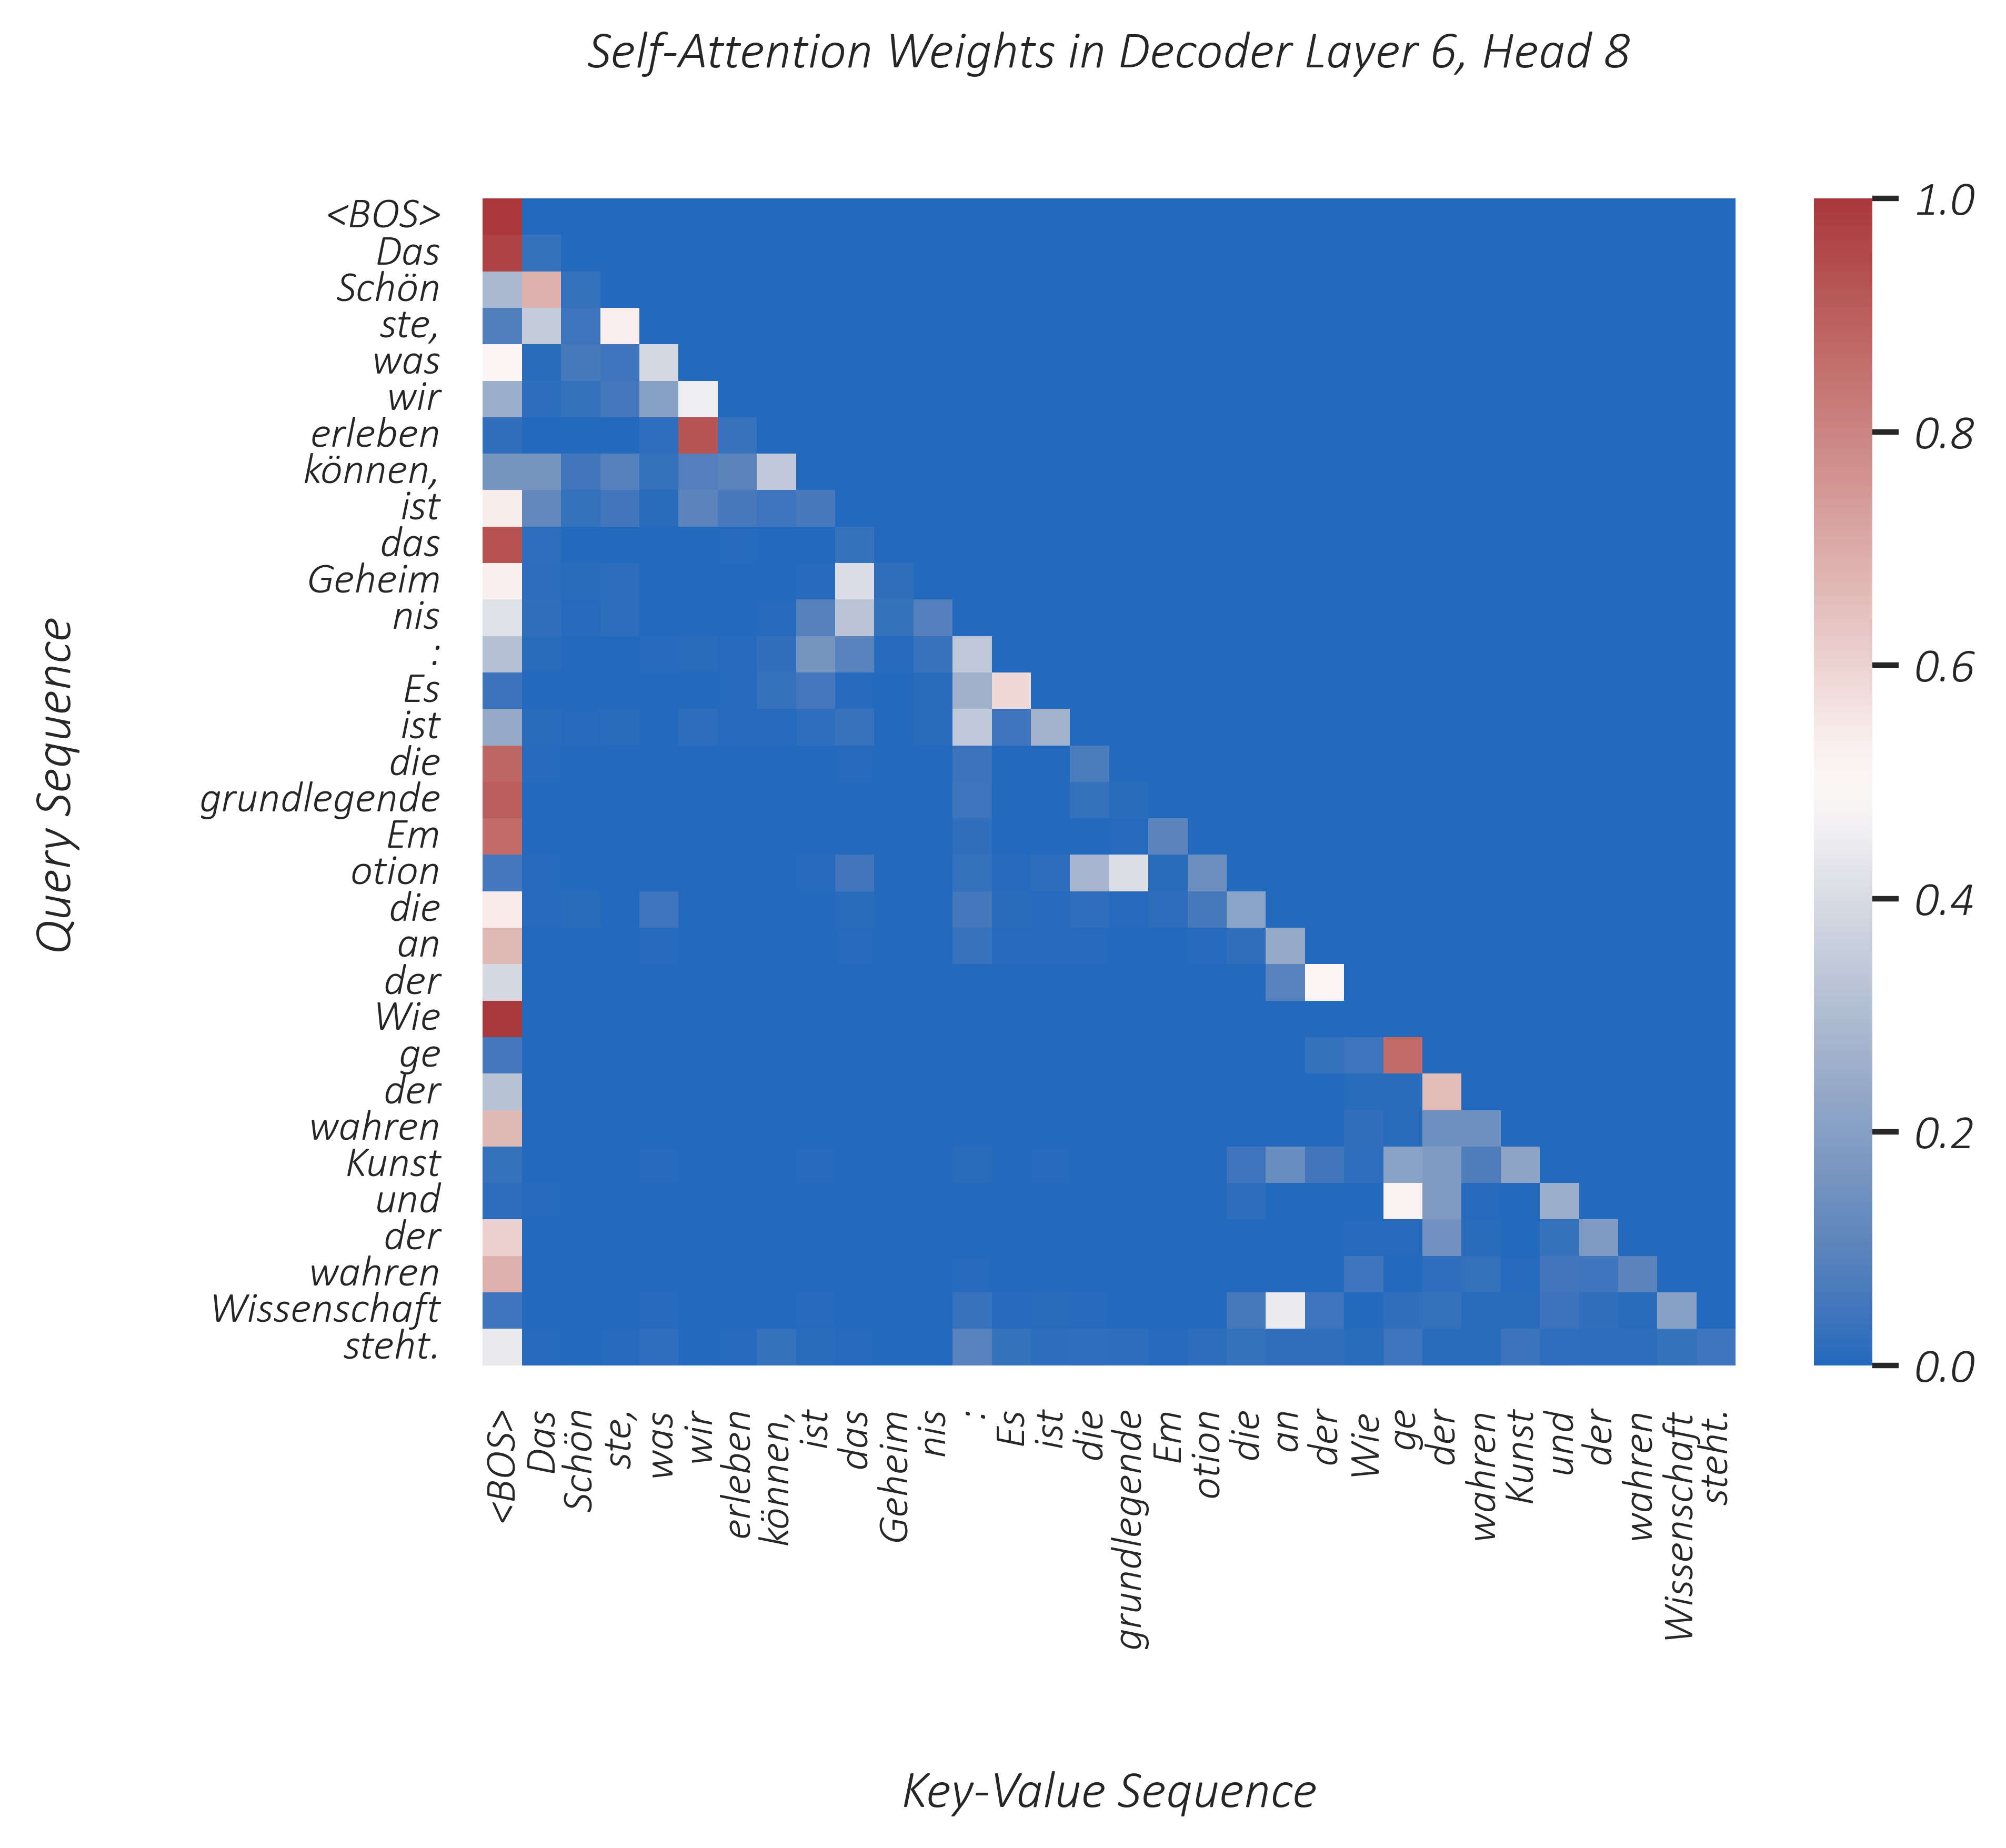 Self-Attention Weights in Decoder Layer 6, Head 8
Query Sequence
<BOS>
Das
Schön
ste,
was
wir
erleben
können,
ist
das
Geheim
nis
:
Es
ist
die
grundlegende
Em
otion
die
an
der
Wie
ge
der
wahren
Kunst
und
der
wahren
Wissenschaft
steht.
1.0
0.8
0.6
0.4
0.2
0.0
<BOS>
Das
Schön
ste,
was
wir
erleben
können,
ist
das
Geheim
nis
:
Es
ist
die
grundlegende
Em
otion
die
an
der
Wie
ge
der
wahren
Kunst
und
der
wahren
Wissenschaft
steht.
Key-Value Sequence